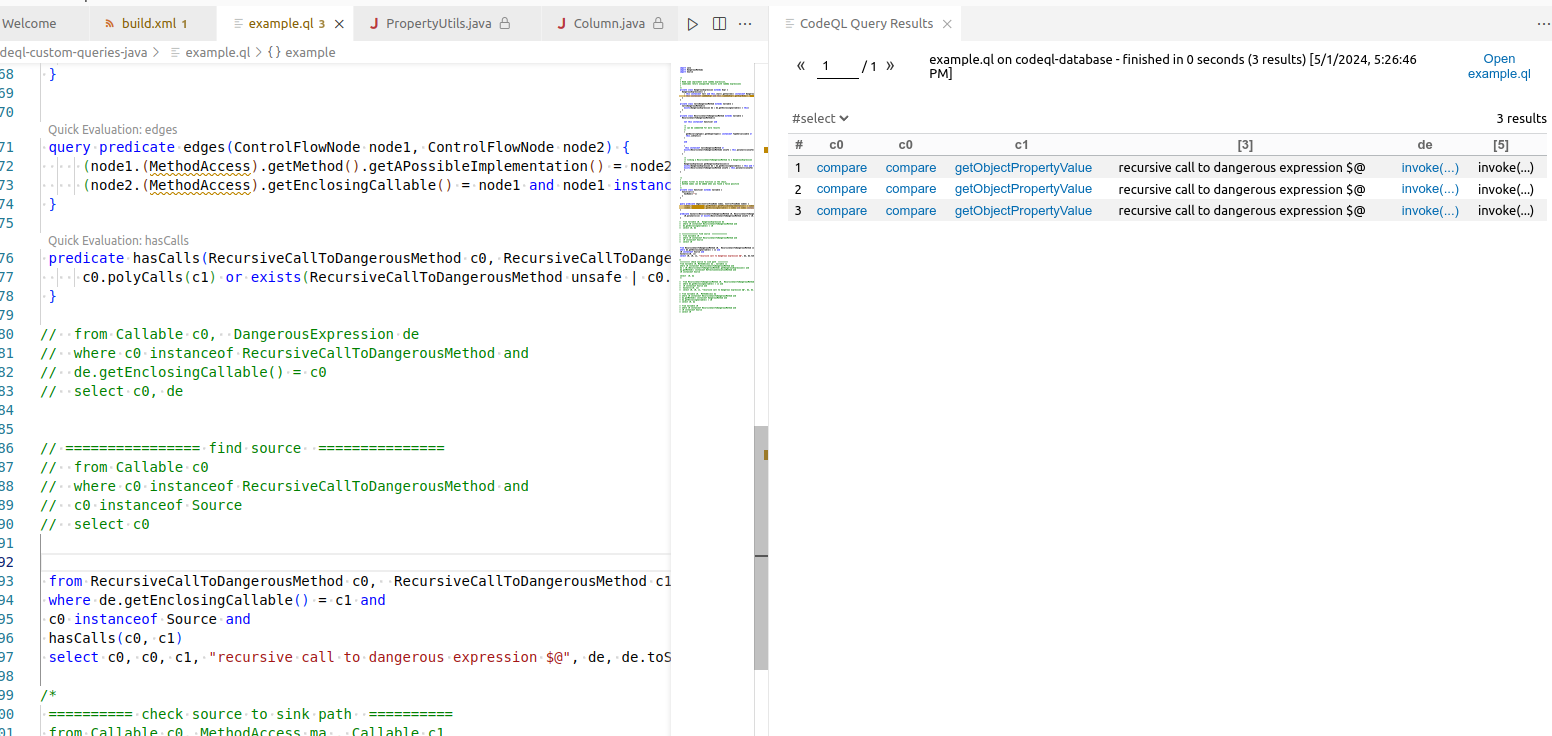 Welcome
build.xml 1
example.ql 3
PropertyUtils.java
Column.java
CodeQL Query Results
deql-custom-queries-java > example.ql > {} example
68 }
69
70
Quick Evaluation: edges
71 query predicate edges(ControlFlowNode node1, ControlFlowNode node2) {
72 (node1.(MethodAccess).getMethod().getAPossibleImplementation() = node2
73 (node2.(MethodAccess).getEnclosingCallable() = node1 and node1 instanc
74 }
75
Quick Evaluation: hasCalls
76 predicate hasCalls(RecursiveCallToDangerousMethod c0, RecursiveCallToDange
77 c0.polyCalls(c1) or exists(RecursiveCallToDangerousMethod unsafe | c0.
78 }
79
80 // from Callable c0, DangerousExpression de
81 // where c0 instanceof RecursiveCallToDangerousMethod and
82 // de.getEnclosingCallable() = c0
83 // select c0, de
84
85
86 // ================ find source ===============
87 // from Callable c0
88 // where c0 instanceof RecursiveCallToDangerousMethod and
89 // c0 instanceof Source
90 // select c0
91
92
93 from RecursiveCallToDangerousMethod c0, RecursiveCallToDangerousMethod c1
94 where de.getEnclosingCallable() = c1 and
95 c0 instanceof Source and
96 hasCalls(c0, c1)
97 select c0, c0, c1, "recursive call to dangerous expression $@", de, de.toS
98
99 /*
00 ========== check source to sink path ==========
01 from Callable c0, MethodAccess ma, Callable c1
« 1 / 1 »
example.ql on codeql-database - finished in 0 seconds (3 results) [5/1/2024, 5:26:46
PM]
Open
example.ql
#select
3 results
# c0 c0 c1 [3] de [5]
1 compare compare getObjectPropertyValue recursive call to dangerous expression $@ invoke(...) invoke(...)
2 compare compare getObjectPropertyValue recursive call to dangerous expression $@ invoke(...) invoke(...)
3 compare compare getObjectPropertyValue recursive call to dangerous expression $@ invoke(...) invoke(...)